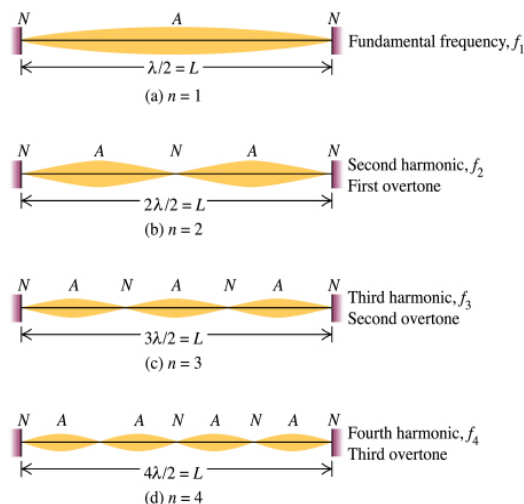 N A N
Fundamental frequency, f₁
λ/2 = L
(a) n = 1
N A N A N
Second harmonic, f₂
First overtone
2λ/2 = L
(b) n = 2
N A N A N A N
Third harmonic, f₃
Second overtone
3λ/2 = L
(c) n = 3
N A A N A N A N
Fourth harmonic, f₄
Third overtone
4λ/2 = L
(d) n = 4